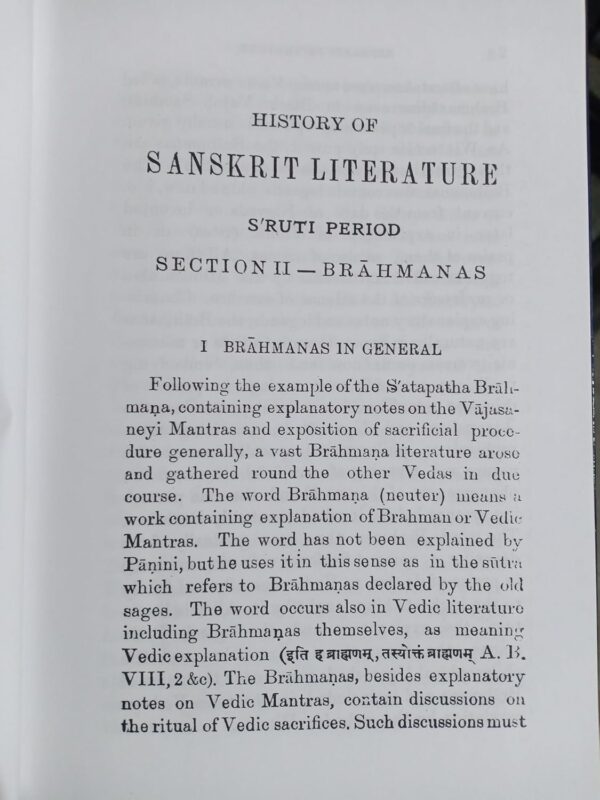 HISTORY OF
SANSKRIT LITERATURE
S'RUTI PERIOD
SECTION II — BRĀHMANAS
I BRĀHMANAS IN GENERAL
Following the example of the S'atapatha Brāh-
maṇa, containing explanatory notes on the Vājasa-
neyi Mantras and exposition of sacrificial proce-
dure generally, a vast Brāhmaṇa literature arose
and gathered round the other Vedas in due
course. The word Brāhmaṇa (neuter) means a
work containing explanation of Brahman or Vedic
Mantras. The word has not been explained by
Pāṇini, but he uses it in this sense as in the sūtra
which refers to Brāhmaṇas declared by the old
sages. The word occurs also in Vedic literature
including Brāhmaṇas themselves, as meaning
Vedic explanation (इति ह ब्राह्मणम्, तस्योक्तं ब्राह्मणम् A. B.
VIII, 2 &c). The Brāhmaṇas, besides explanatory
notes on Vedic Mantras, contain discussions on
the ritual of Vedic sacrifices. Such discussions must